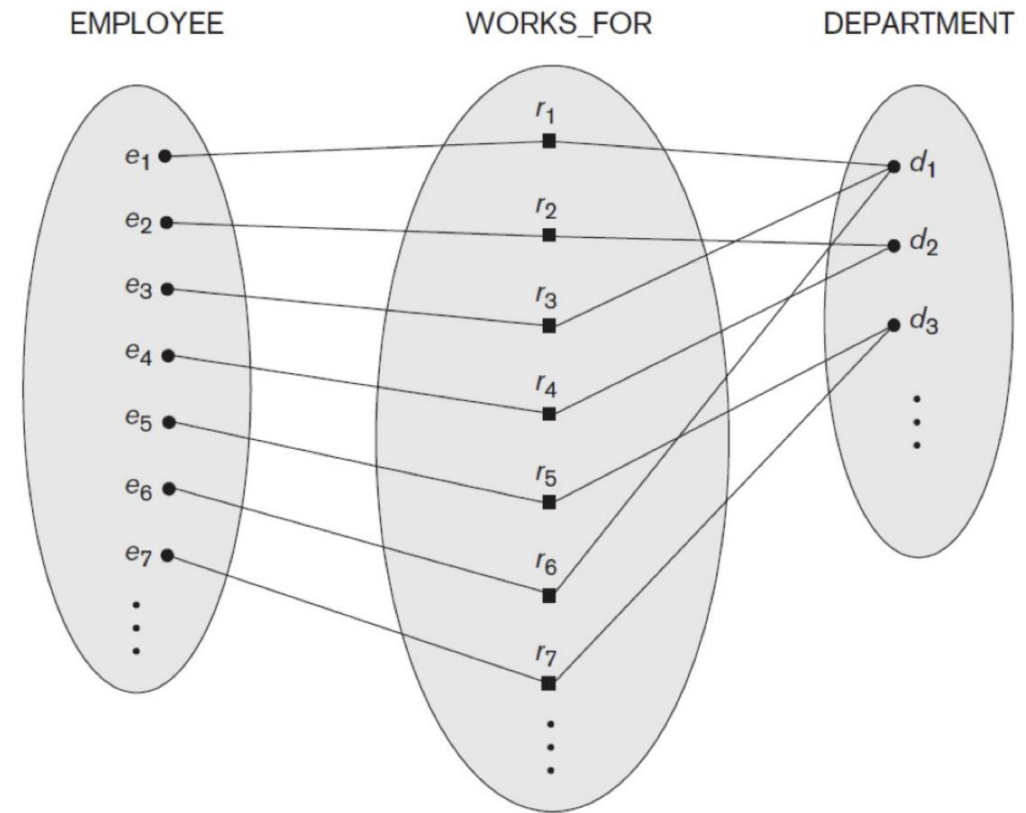 EMPLOYEE WORKS_FOR DEPARTMENT
e1
e2
e3
e4
e5
e6
e7
r1
r2
r3
r4
r5
r6
r7
d1
d2
d3